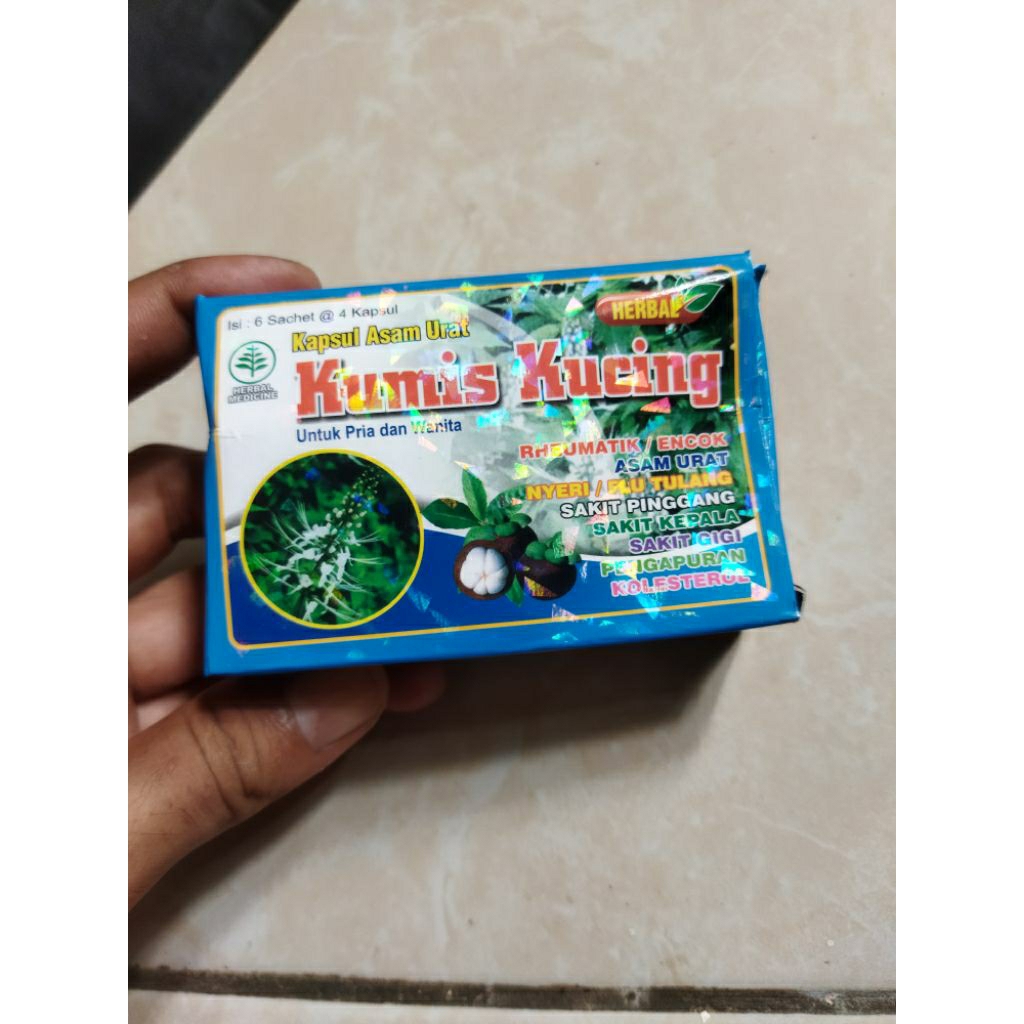 Isi : 6 Sachet @ 4 Kapsul
HERBAL
Kapsul Asam Urat
Kumis Kucing
HERBAL
MEDICINE
Untuk Pria dan Wanita
RHEUMATIK / ENCOK
ASAM URAT
NYERI / FLU TULANG
SAKIT PINGGANG
SAKIT KEPALA
SAKIT GIGI
PENGAPURAN
KOLESTEROL